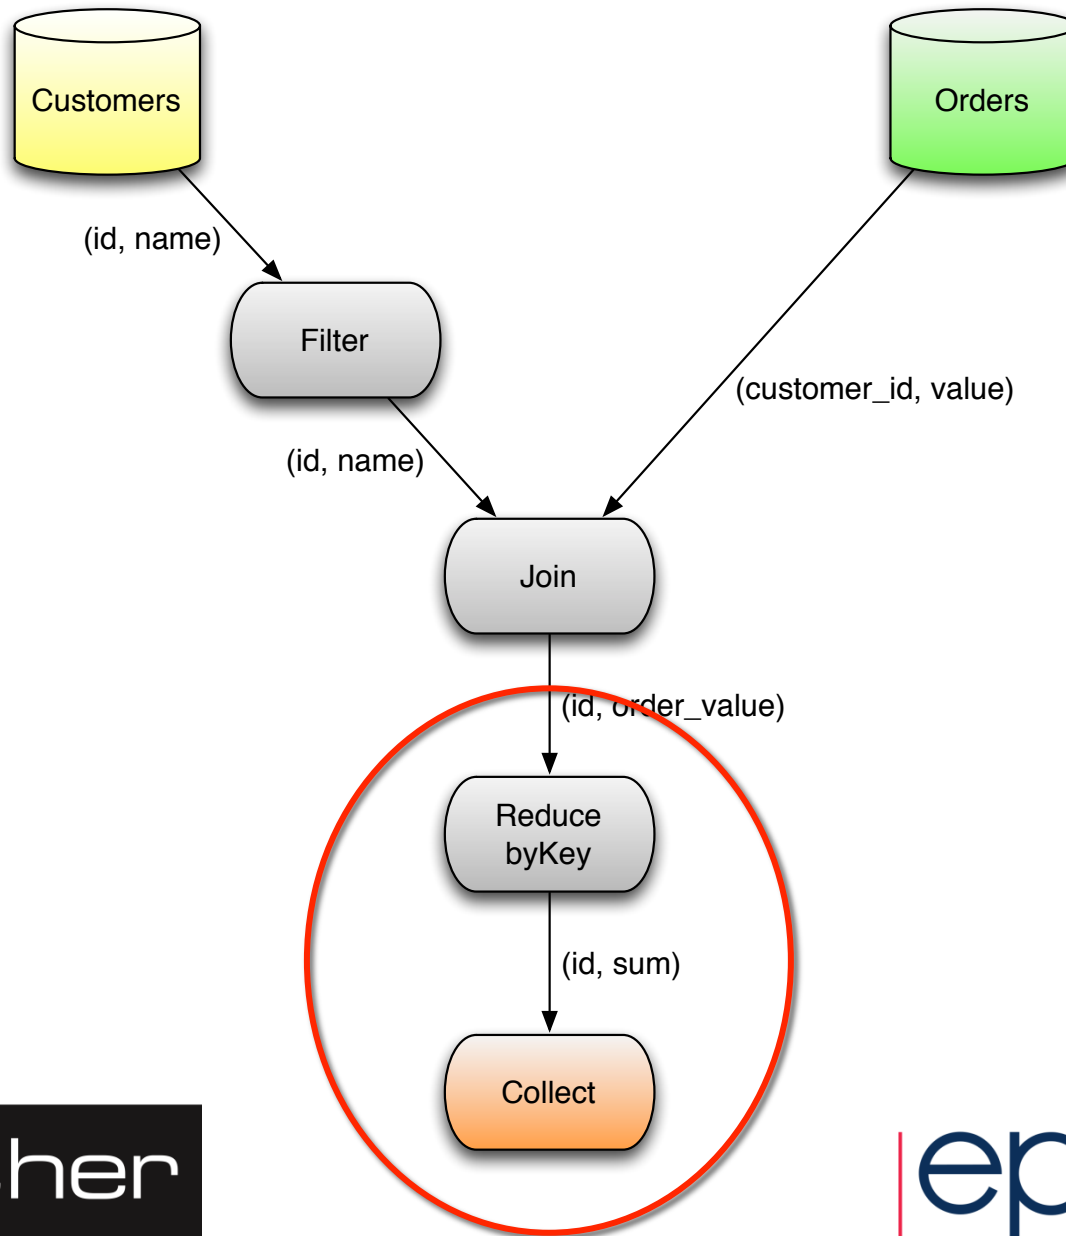 Customers
Orders
(id, name)
Filter
(customer_id, value)
(id, name)
Join
(id, order_value)
Reduce
byKey
(id, sum)
Collect
her
ep